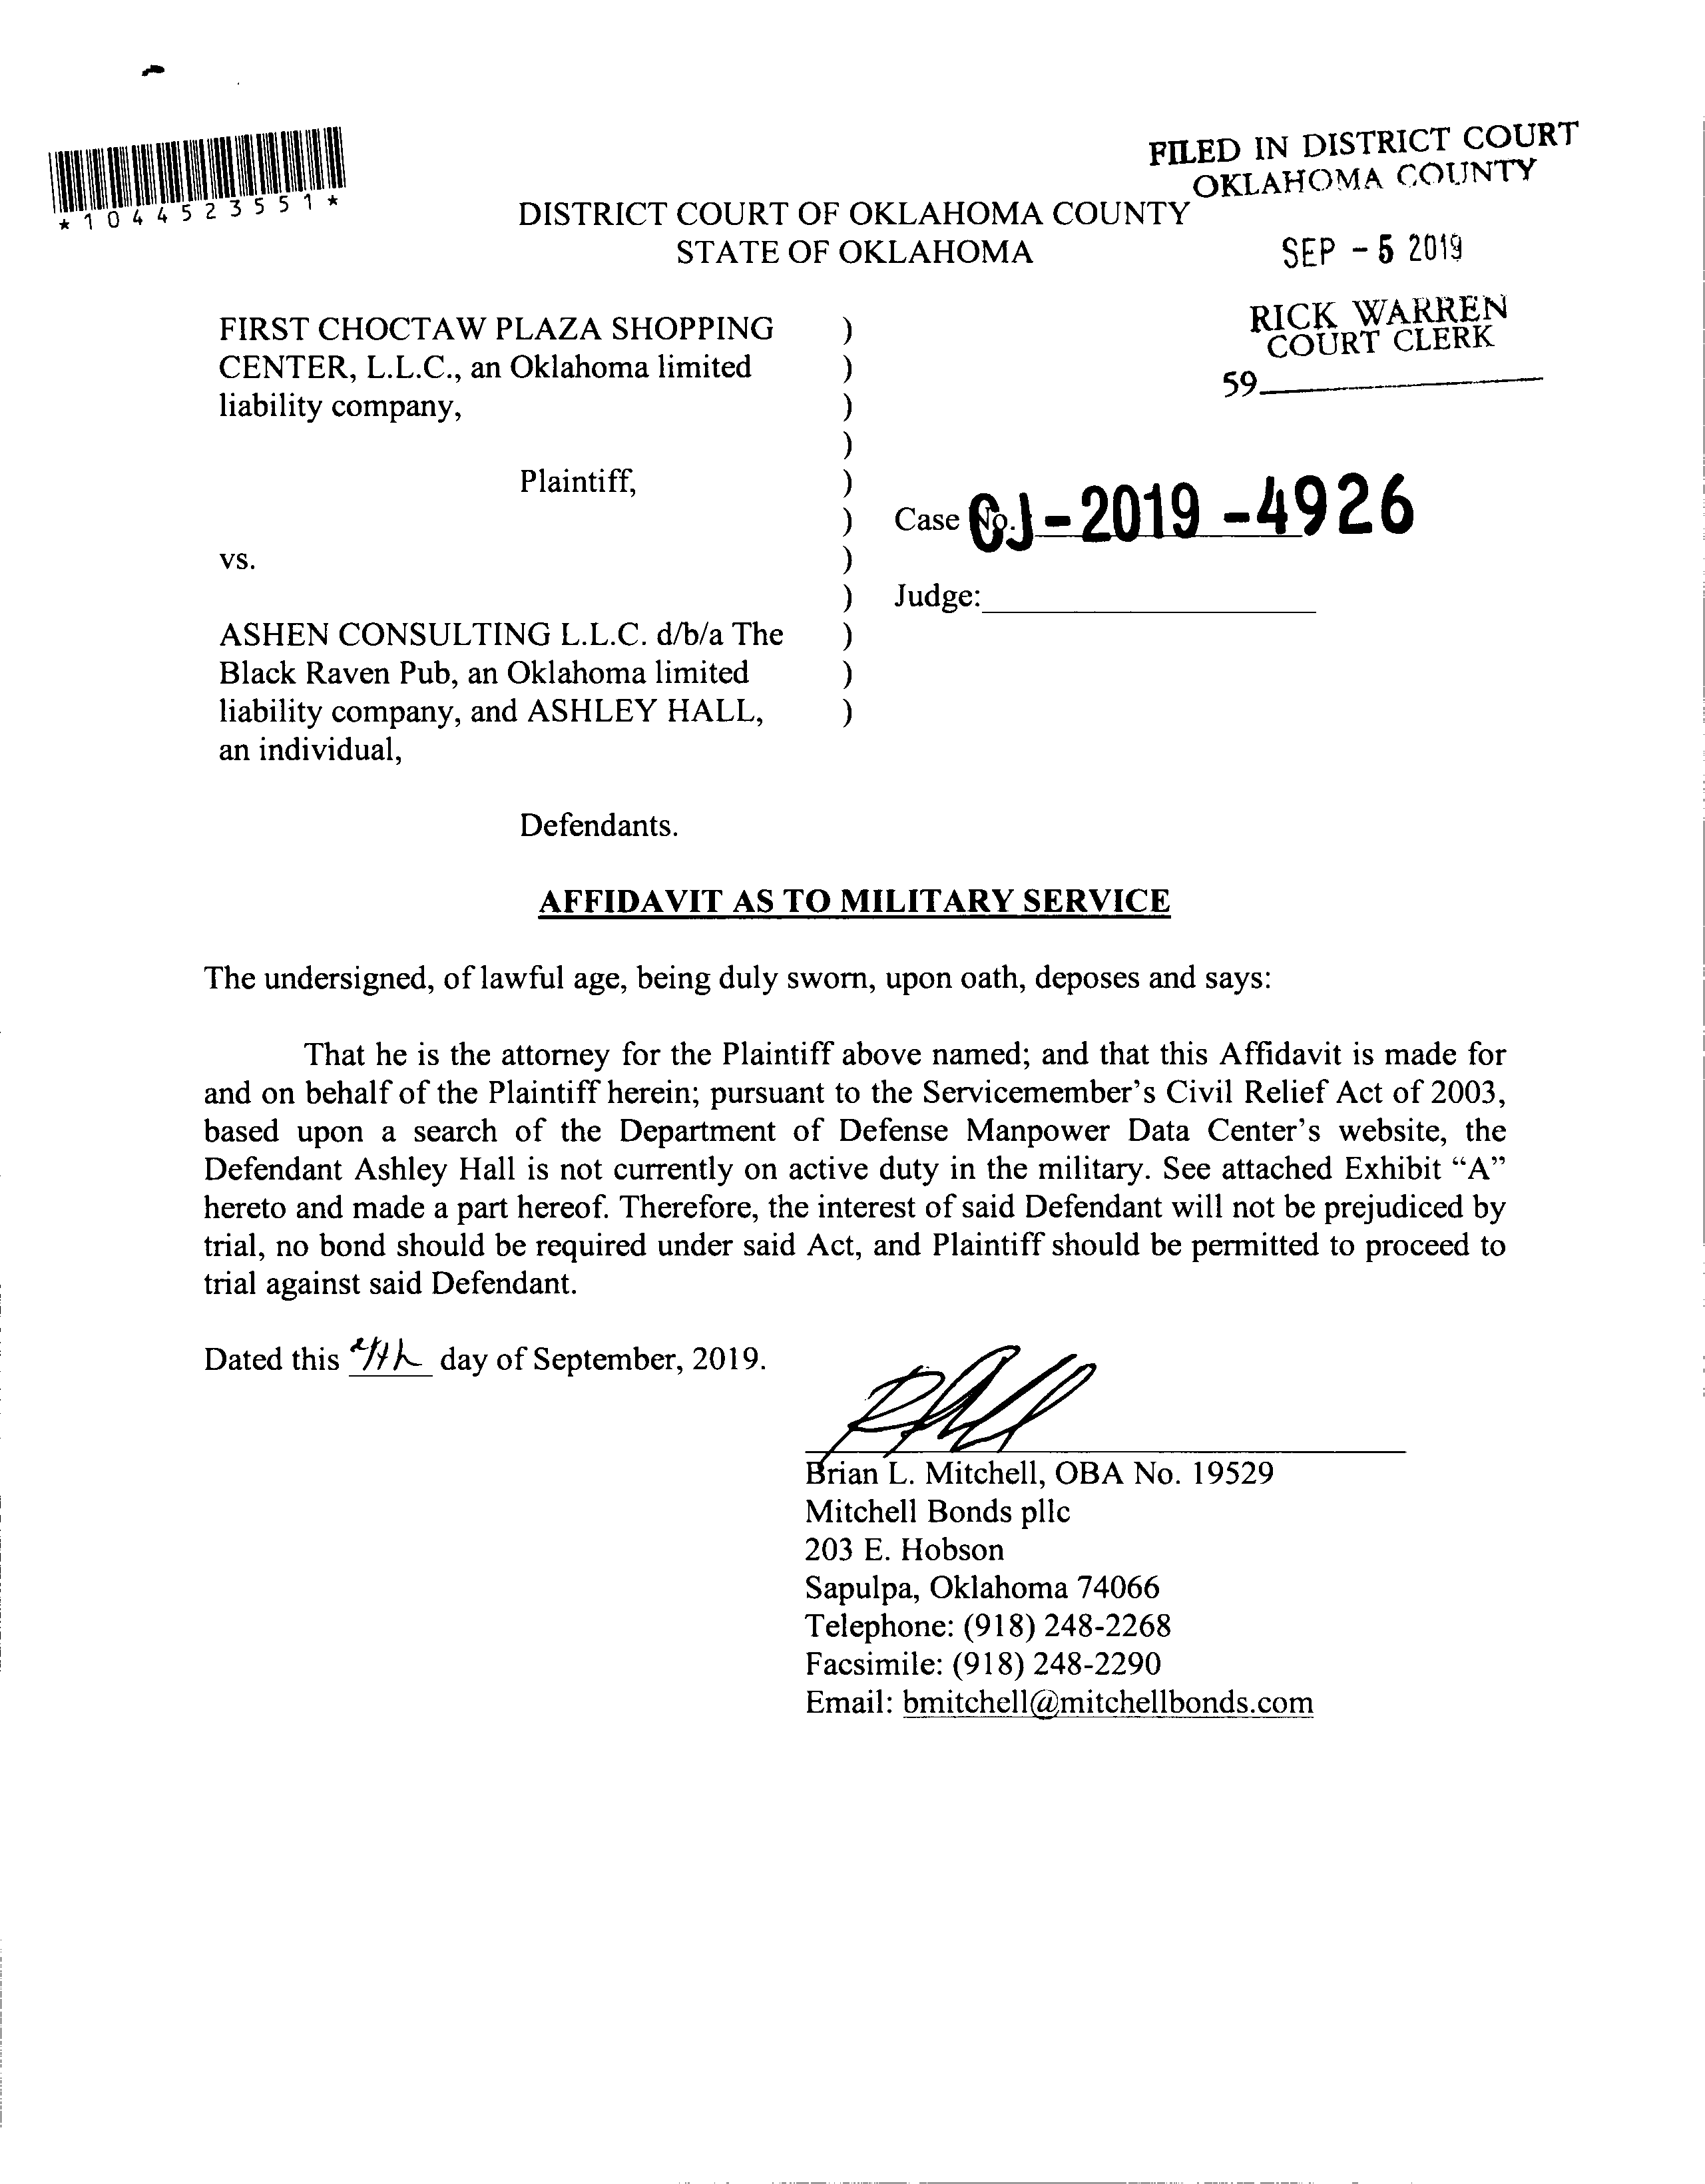 *1044523551*
FILED IN DISTRICT COURT
OKLAHOMA COUNTY
DISTRICT COURT OF OKLAHOMA COUNTY
STATE OF OKLAHOMA
SEP - 5 2019
RICK WARREN
COURT CLERK
59
FIRST CHOCTAW PLAZA SHOPPING )
CENTER, L.L.C., an Oklahoma limited )
liability company, )
)
Plaintiff, )
) Case No. CJ-2019-4926
vs. )
) Judge:
ASHEN CONSULTING L.L.C. d/b/a The )
Black Raven Pub, an Oklahoma limited )
liability company, and ASHLEY HALL, )
an individual,
Defendants.
AFFIDAVIT AS TO MILITARY SERVICE
The undersigned, of lawful age, being duly sworn, upon oath, deposes and says:
That he is the attorney for the Plaintiff above named; and that this Affidavit is made for
and on behalf of the Plaintiff herein; pursuant to the Servicemember's Civil Relief Act of 2003,
based upon a search of the Department of Defense Manpower Data Center's website, the
Defendant Ashley Hall is not currently on active duty in the military. See attached Exhibit “A”
hereto and made a part hereof. Therefore, the interest of said Defendant will not be prejudiced by
trial, no bond should be required under said Act, and Plaintiff should be permitted to proceed to
trial against said Defendant.
Dated this day of September, 2019.
Brian L. Mitchell, OBA No. 19529
Mitchell Bonds pllc
203 E. Hobson
Sapulpa, Oklahoma 74066
Telephone: (918) 248-2268
Facsimile: (918) 248-2290
Email: bmitchell@mitchellbonds.com